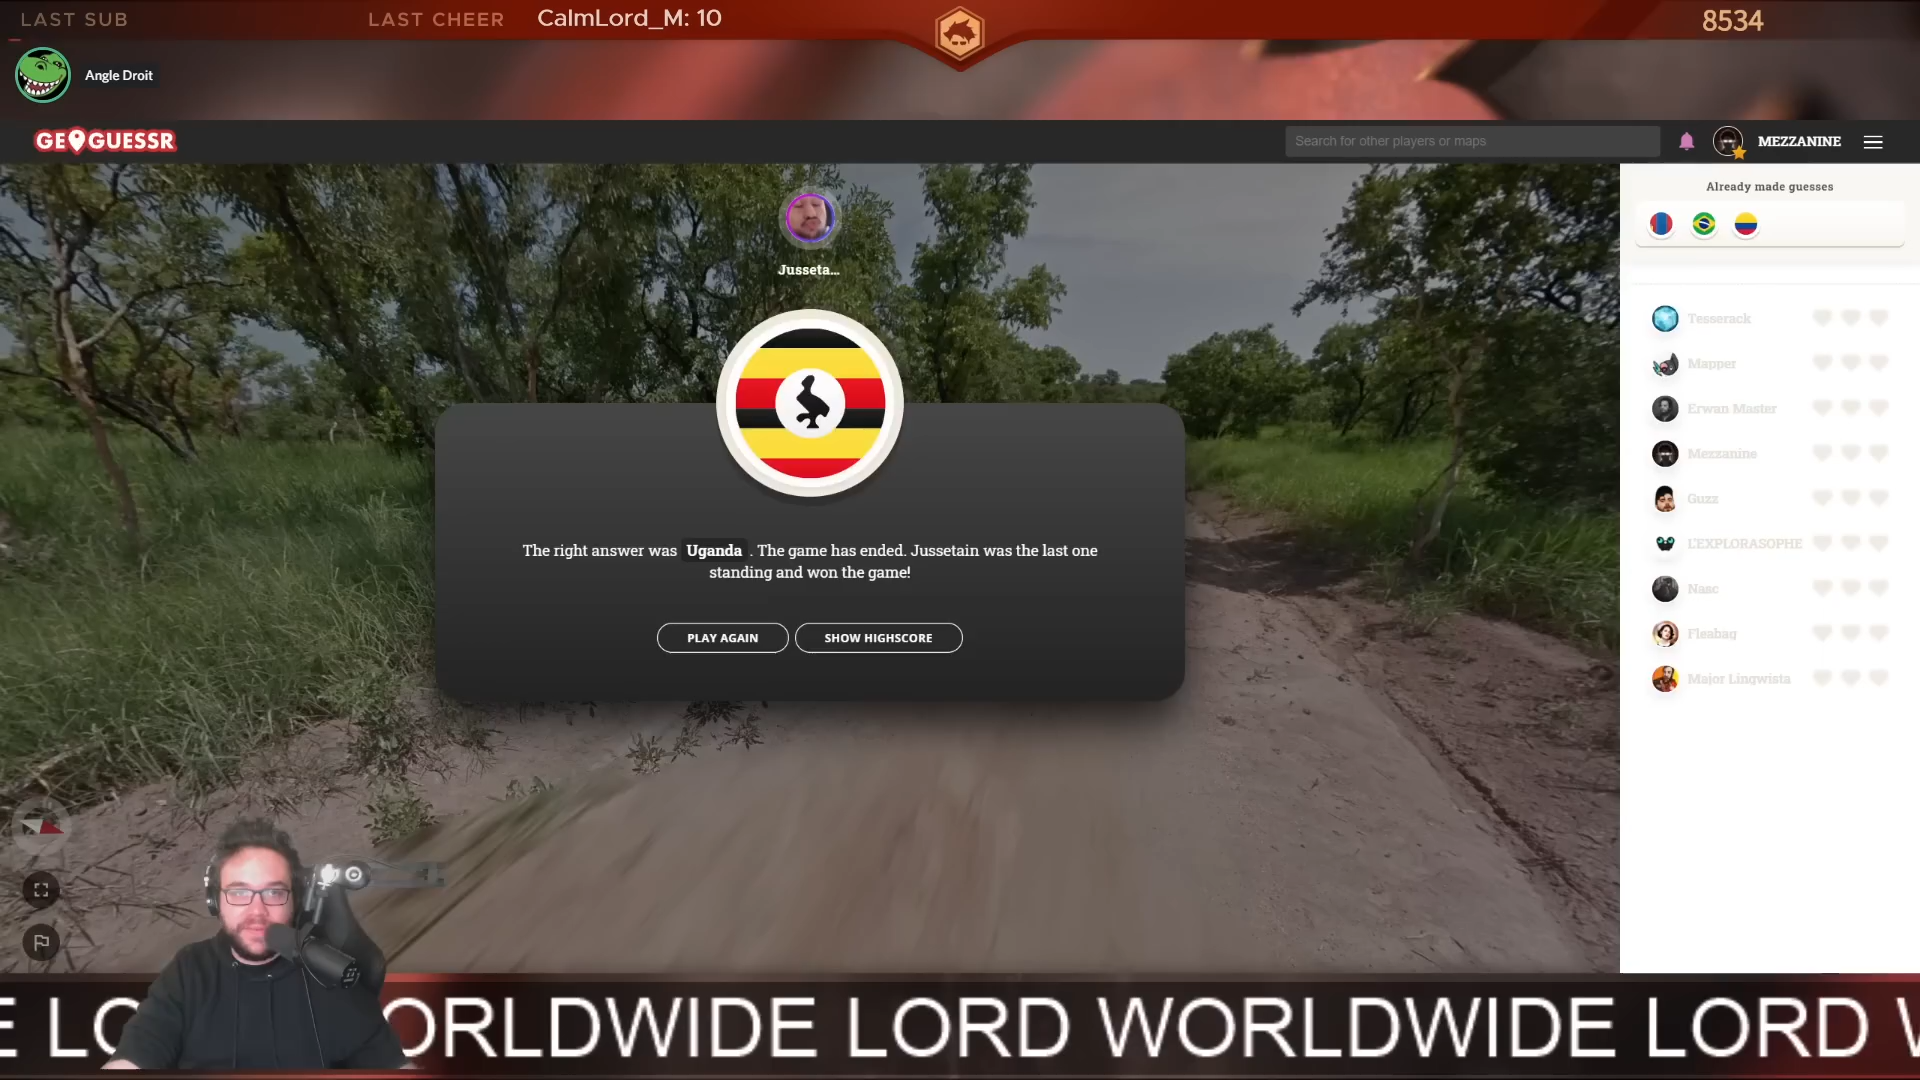 LAST SUB
LAST CHEER
CalmLord_M: 10
8534
Angle Droit
GEOGUESSR
Search for other players or maps
MEZZANINE
Already made guesses
Jusseta...
Tesserack
Mapper
Erwan Master
Mezzanine
Guzz
L'EXPLORASOPHE
Nasc
Fleabag
Major Lingwista
The right answer was Uganda . The game has ended. Jussetain was the last one
standing and won the game!
PLAY AGAIN
SHOW HIGHSCORE
E LO ORLDWIDE LORD WORLDWIDE LORD W